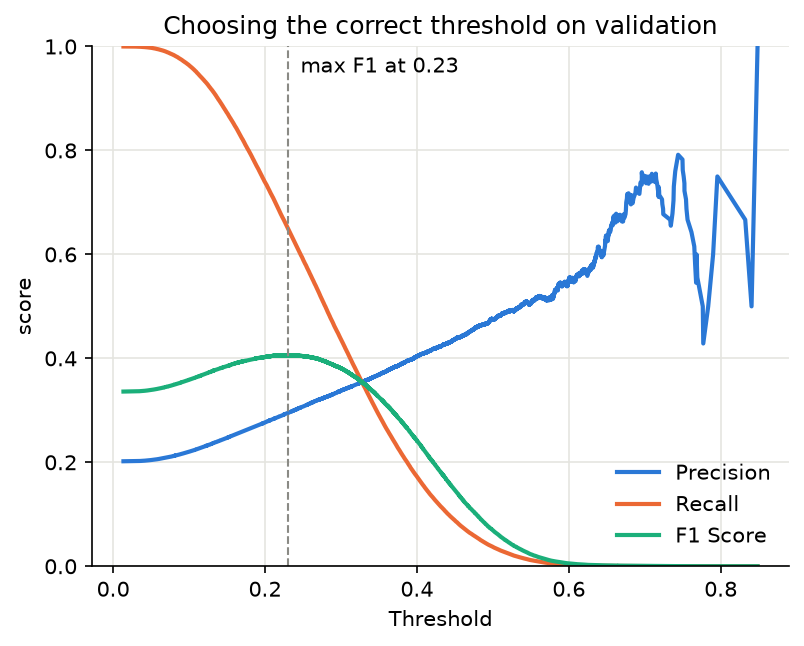 Choosing the correct threshold on validation
max F1 at 0.23
score
1.0
0.8
0.6
0.4
0.2
0.0
Precision
Recall
F1 Score
0.0 0.2 0.4 0.6 0.8
Threshold